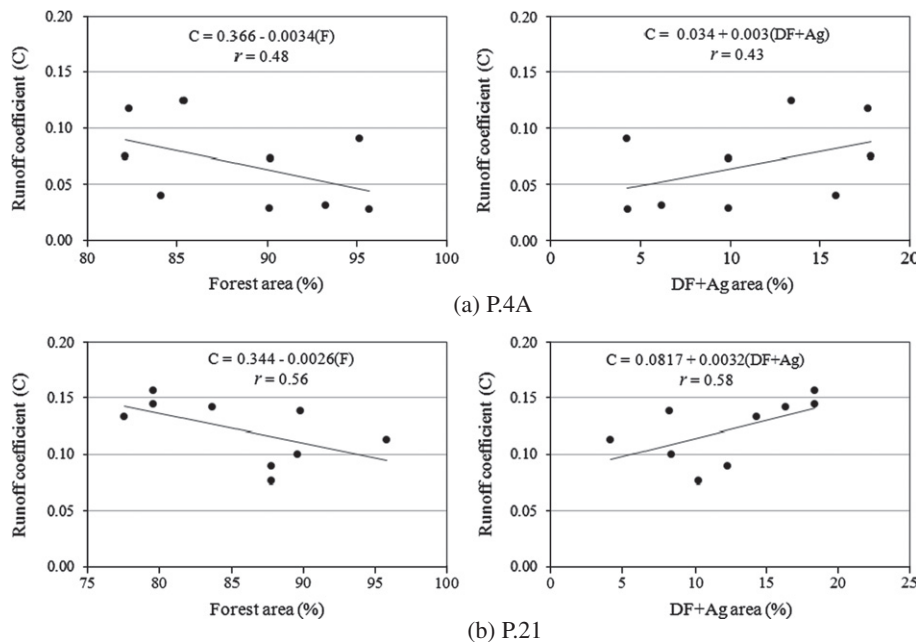 C = 0.366 - 0.0034(F)
r = 0.48
Runoff coefficient (C)
0.20
0.15
0.10
0.05
0.00
80 85 90 95 100
Forest area (%)
C = 0.034 + 0.003(DF+Ag)
r = 0.43
Runoff coefficient (C)
0.20
0.15
0.10
0.05
0.00
0 5 10 15 20
DF+Ag area (%)
(a) P.4A
C = 0.344 - 0.0026(F)
r = 0.56
Runoff coefficient (C)
0.20
0.15
0.10
0.05
0.00
75 80 85 90 95 100
Forest area (%)
C = 0.0817 + 0.0032(DF+Ag)
r = 0.58
Runoff coefficient (C)
0.20
0.15
0.10
0.05
0.00
0 5 10 15 20 25
DF+Ag area (%)
(b) P.21